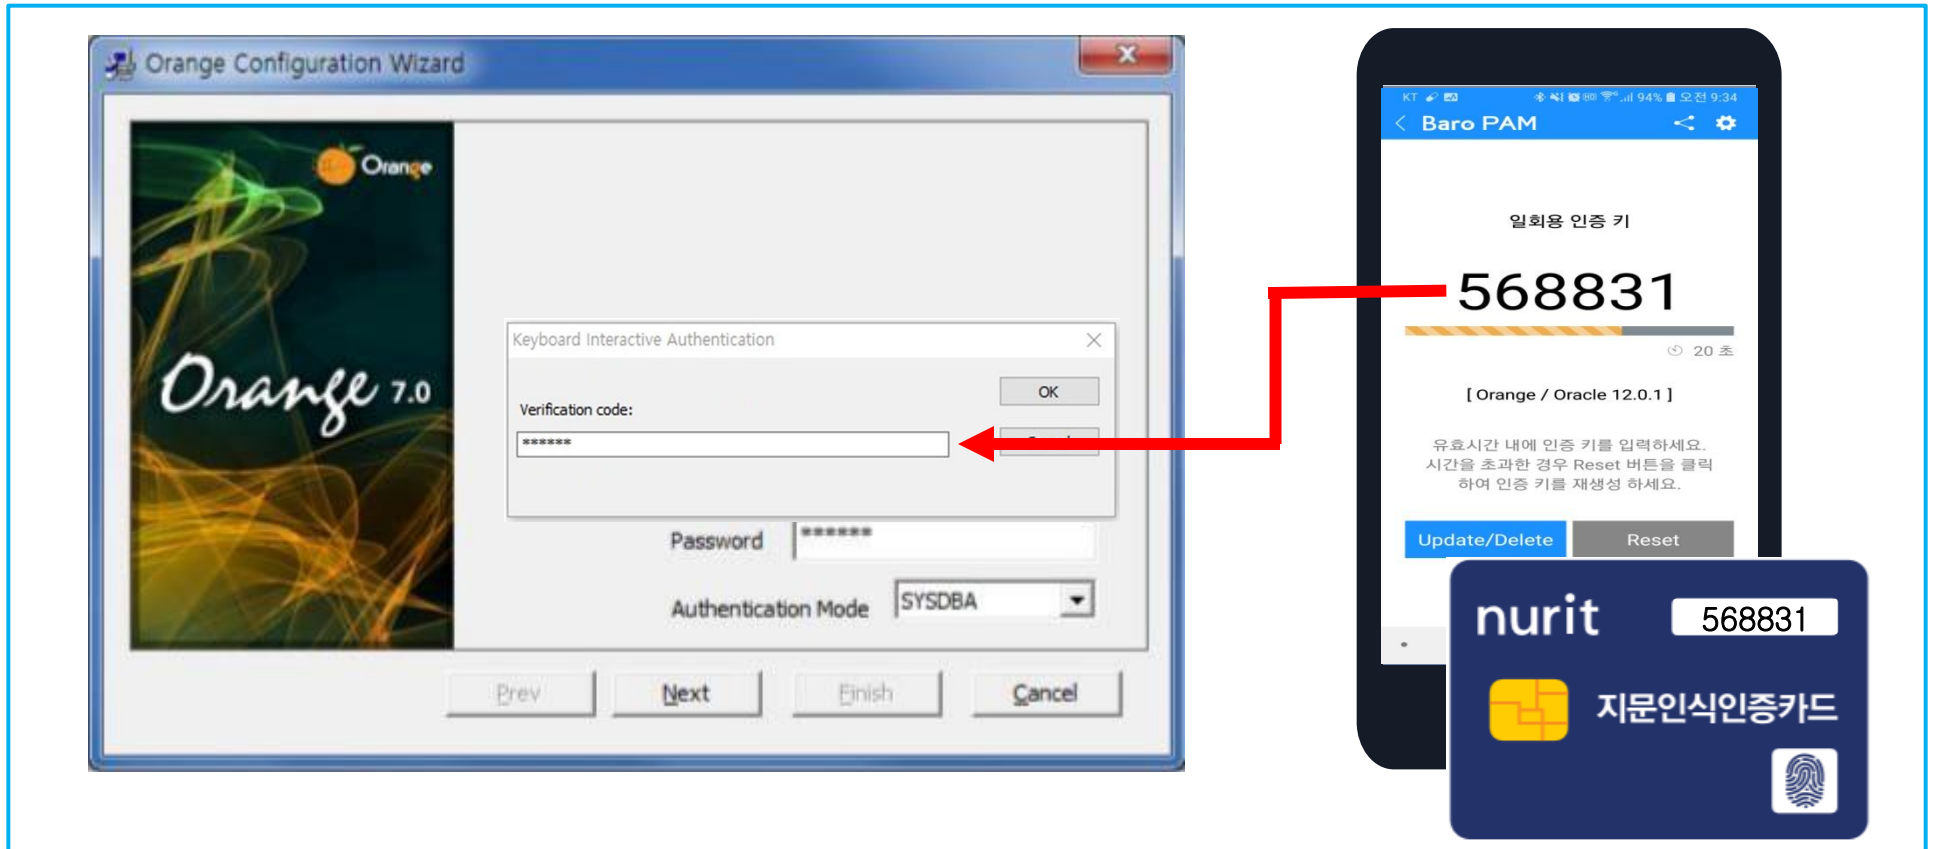 Orange Configuration Wizard
Orange
Orange 7.0
Keyboard Interactive Authentication
OK
Verification code:
******
Password ******
Authentication Mode SYSDBA
Prev Next Finish Cancel
KT 94% 오전 9:34
< Baro PAM
일회용 인증 키
568831
20 초
[ Orange / Oracle 12.0.1 ]
유효시간 내에 인증 키를 입력하세요.
시간을 초과한 경우 Reset 버튼을 클릭
하여 인증 키를 재생성 하세요.
Update/Delete Reset
nurit 568831
지문인식인증카드